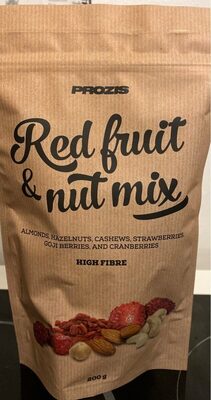 PROZIS
Red fruit
& nut mix
ALMONDS, HAZELNUTS, CASHEWS, STRAWBERRIES,
GOJI BERRIES, AND CRANBERRIES
HIGH FIBRE
200 g